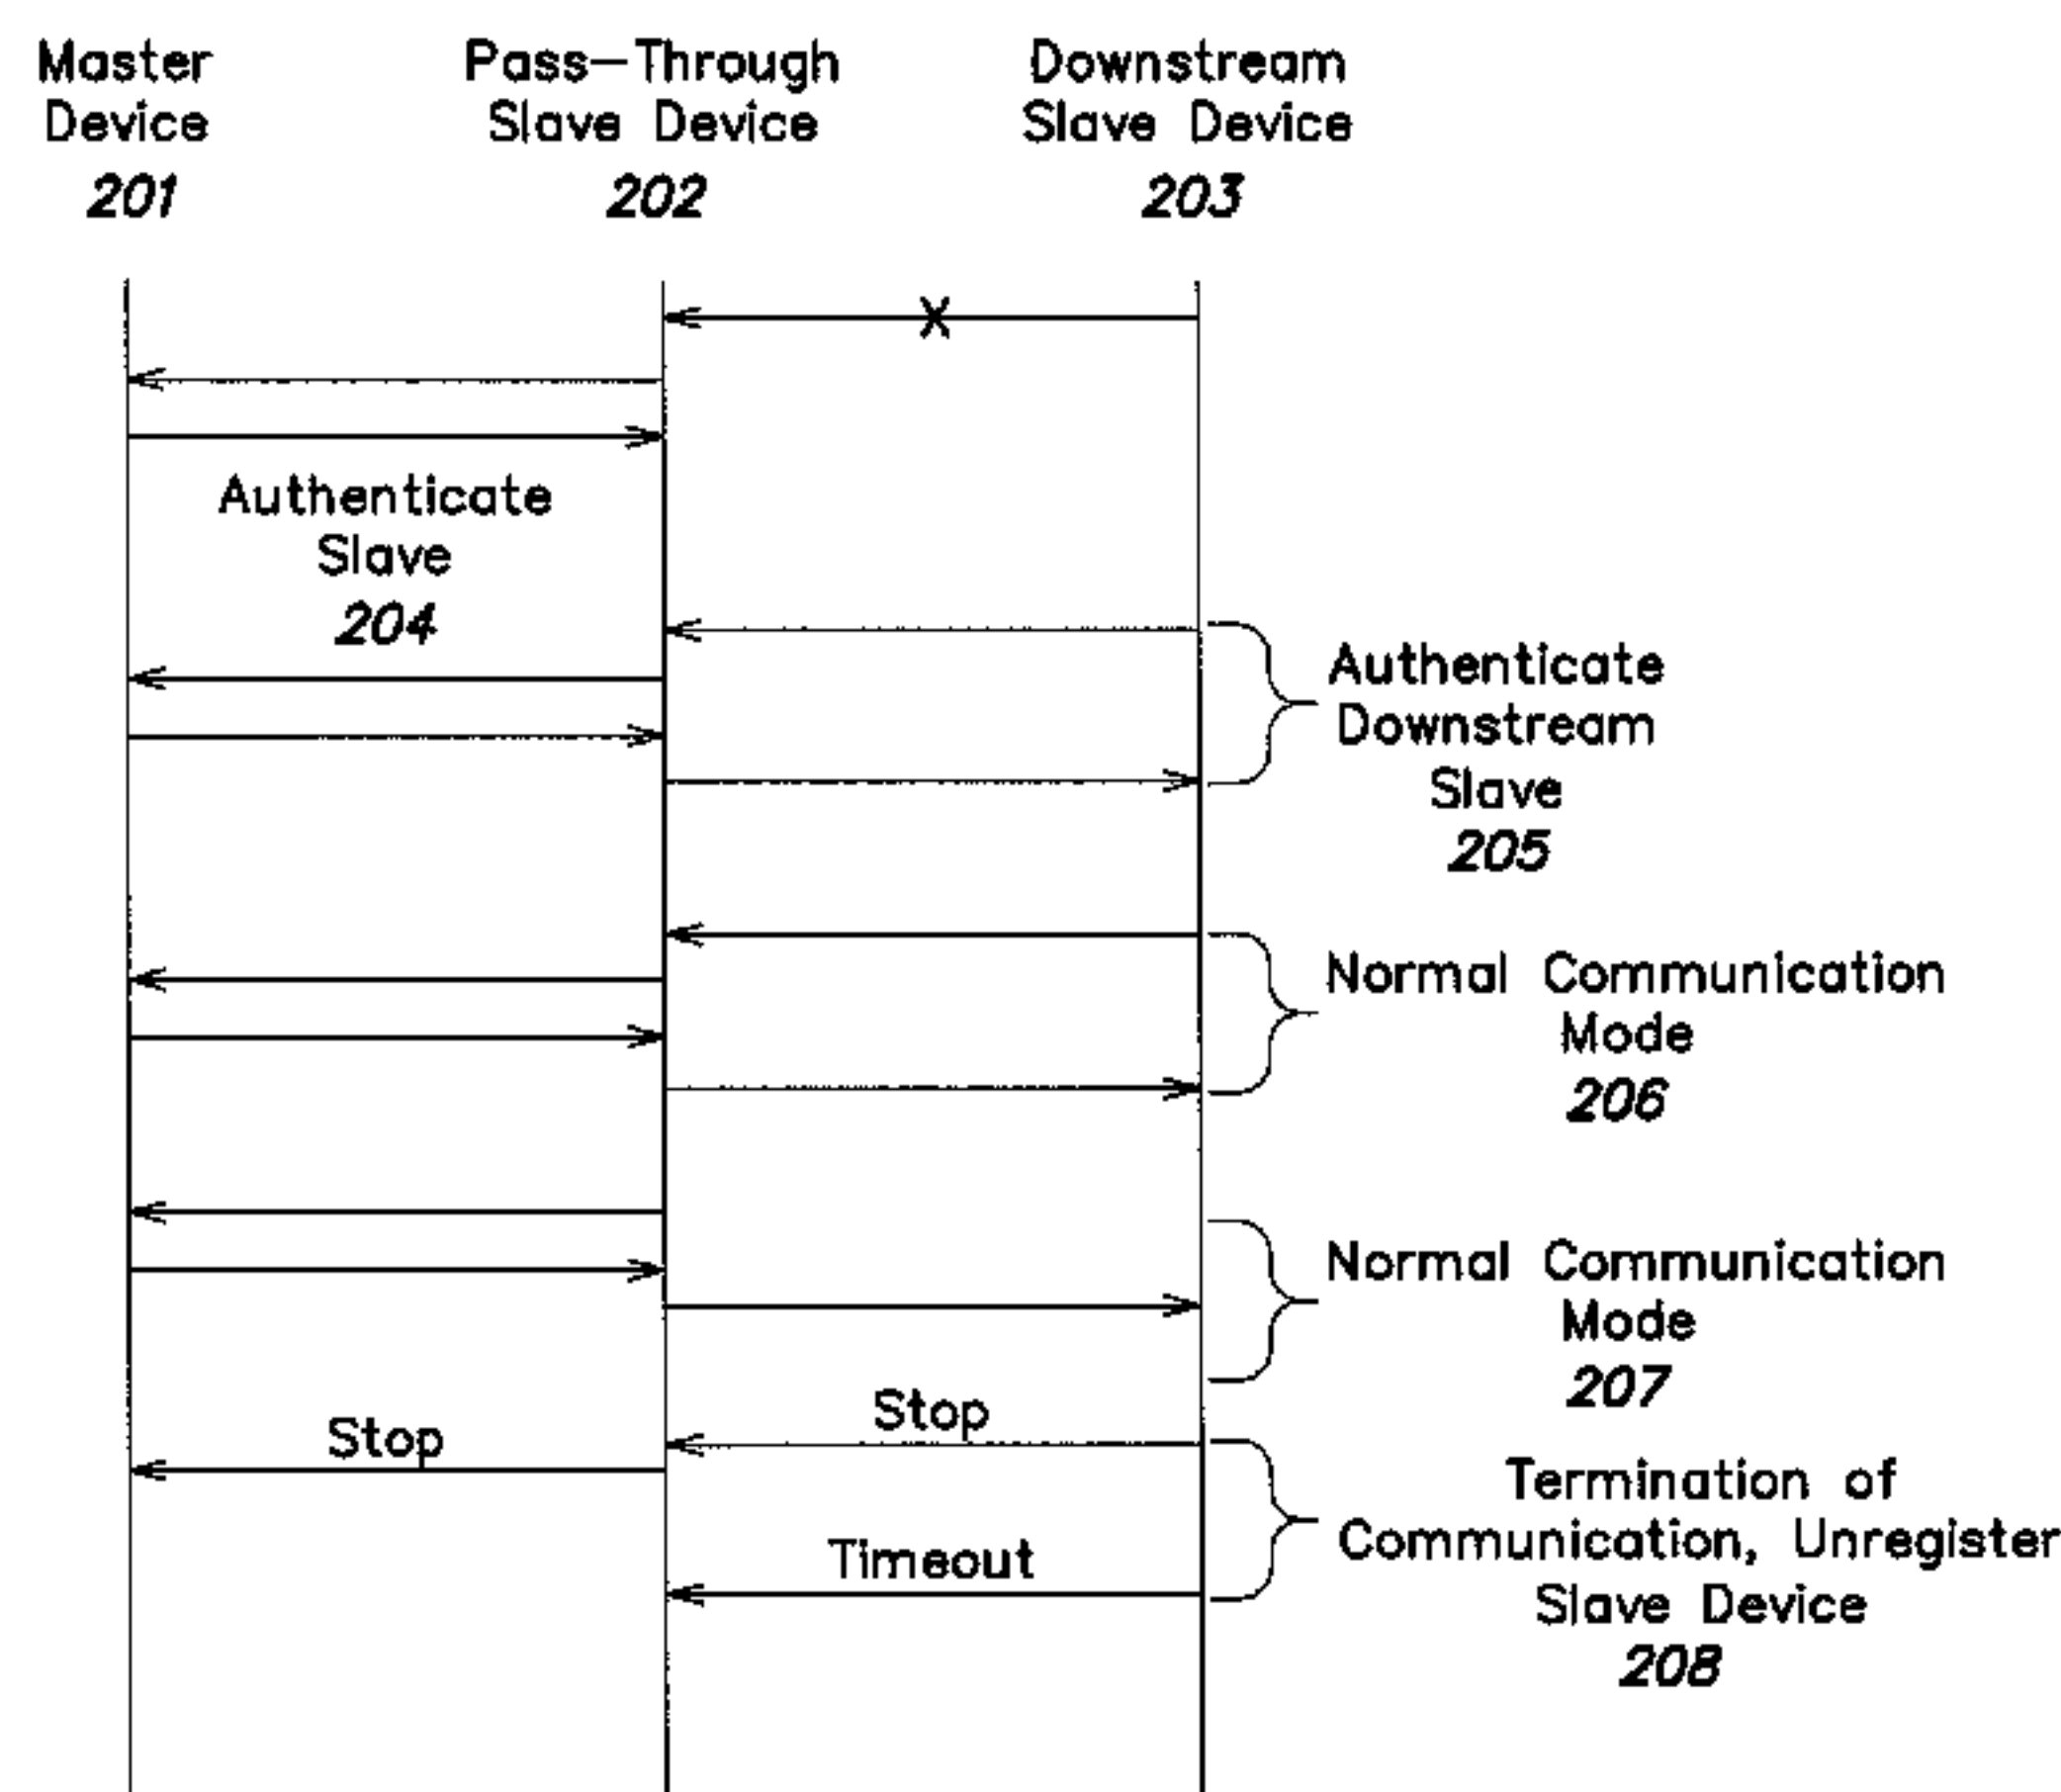 Master
Device
201
Pass-Through
Slave Device
202
Downstream
Slave Device
203
X
Authenticate
Slave
204
Authenticate
Downstream
Slave
205
Normal Communication
Mode
206
Normal Communication
Mode
207
Stop
Stop
Timeout
Termination of
Communication, Unregister
Slave Device
208